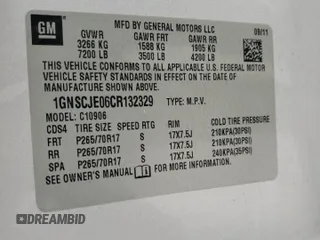 GM
MFD BY GENERAL MOTORS LLC
08/11
GVWR GAWR FRT GAWR RR
3266 KG 1588 KG 1905 KG
7200 LB 3500 LB 4200 LB
THIS VEHICLE CONFORMS TO ALL APPLICABLE U.S. FEDERAL MOTOR
VEHICLE SAFETY STANDARDS IN EFFECT ON THE DATE OF
MANUFACTURE SHOWN ABOVE.
1GNSCJE06CR132329 TYPE: M.P.V.
MODEL: C10906
CDS4 TIRE SIZE SPEED RTG RIM COLD TIRE PRESSURE
FRT P265/70R17 S 17X7.5J 210KPA(30PSI)
RR P265/70R17 S 17X7.5J 210KPA(30PSI)
SPA P265/70R17 S 17X7.5J 240KPA(35PSI)
SEE OWNER'S MANUAL OR FOR MORE INFORMATION.
DREAMBID